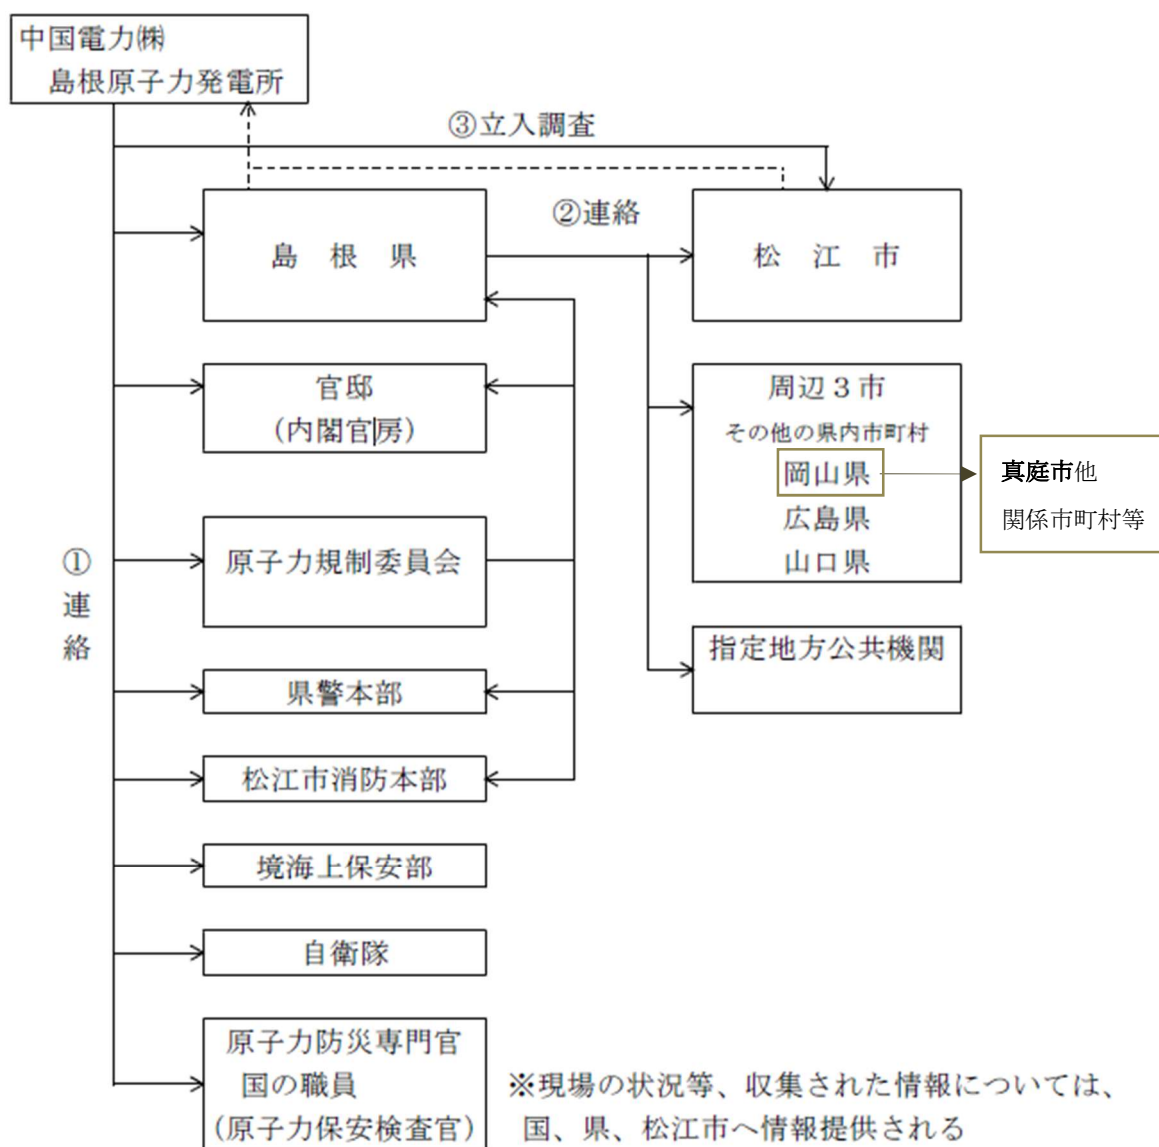 中国電力㈱
島根原子力発電所
③立入調査
②連絡
島 根 県
松 江 市
官邸
(内閣官房)
周辺３市
その他の県内市町村
岡山県
広島県
山口県
真庭市他
関係市町村等
①連絡
原子力規制委員会
指定地方公共機関
県警本部
松江市消防本部
境海上保安部
自衛隊
原子力防災専門官
国の職員
(原子力保安検査官)
※現場の状況等、収集された情報については、
国、県、松江市へ情報提供される